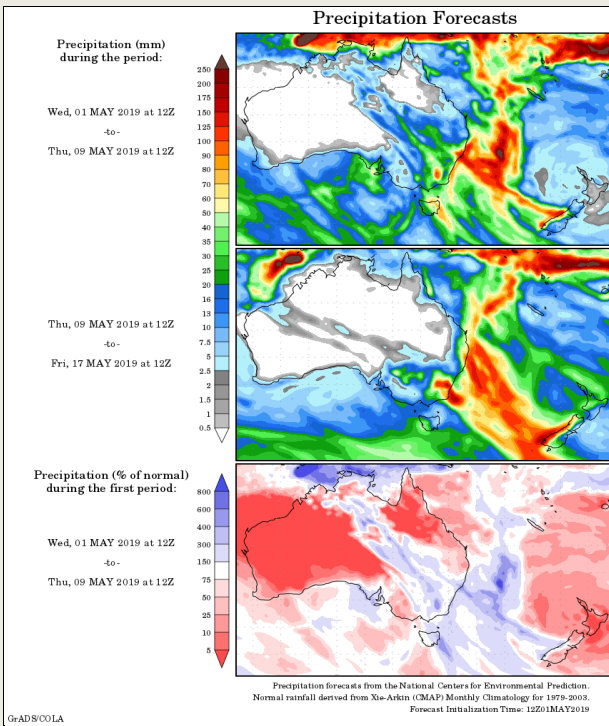 Precipitation Forecasts
Precipitation (mm)
during the period:
Wed, 01 MAY 2019 at 12Z
-to-
Thu, 09 MAY 2019 at 12Z
250
200
175
150
125
100
90
80
70
60
50
40
35
30
25
20
16
13
10
7.5
5
2.5
2
1.5
1
0.5
Thu, 09 MAY 2019 at 12Z
-to-
Fri, 17 MAY 2019 at 12Z
Precipitation (% of normal)
during the first period:
Wed, 01 MAY 2019 at 12Z
-to-
Thu, 09 MAY 2019 at 12Z
800
600
400
300
150
75
50
25
10
5
Precipitation forecasts from the National Centers for Environmental Prediction.
Normal rainfall derived from Xie-Arkin (CMAP) Monthly Climatology for 1979-2003.
Forecast Initialization Time: 12Z01MAY2019
GrADS/COLA